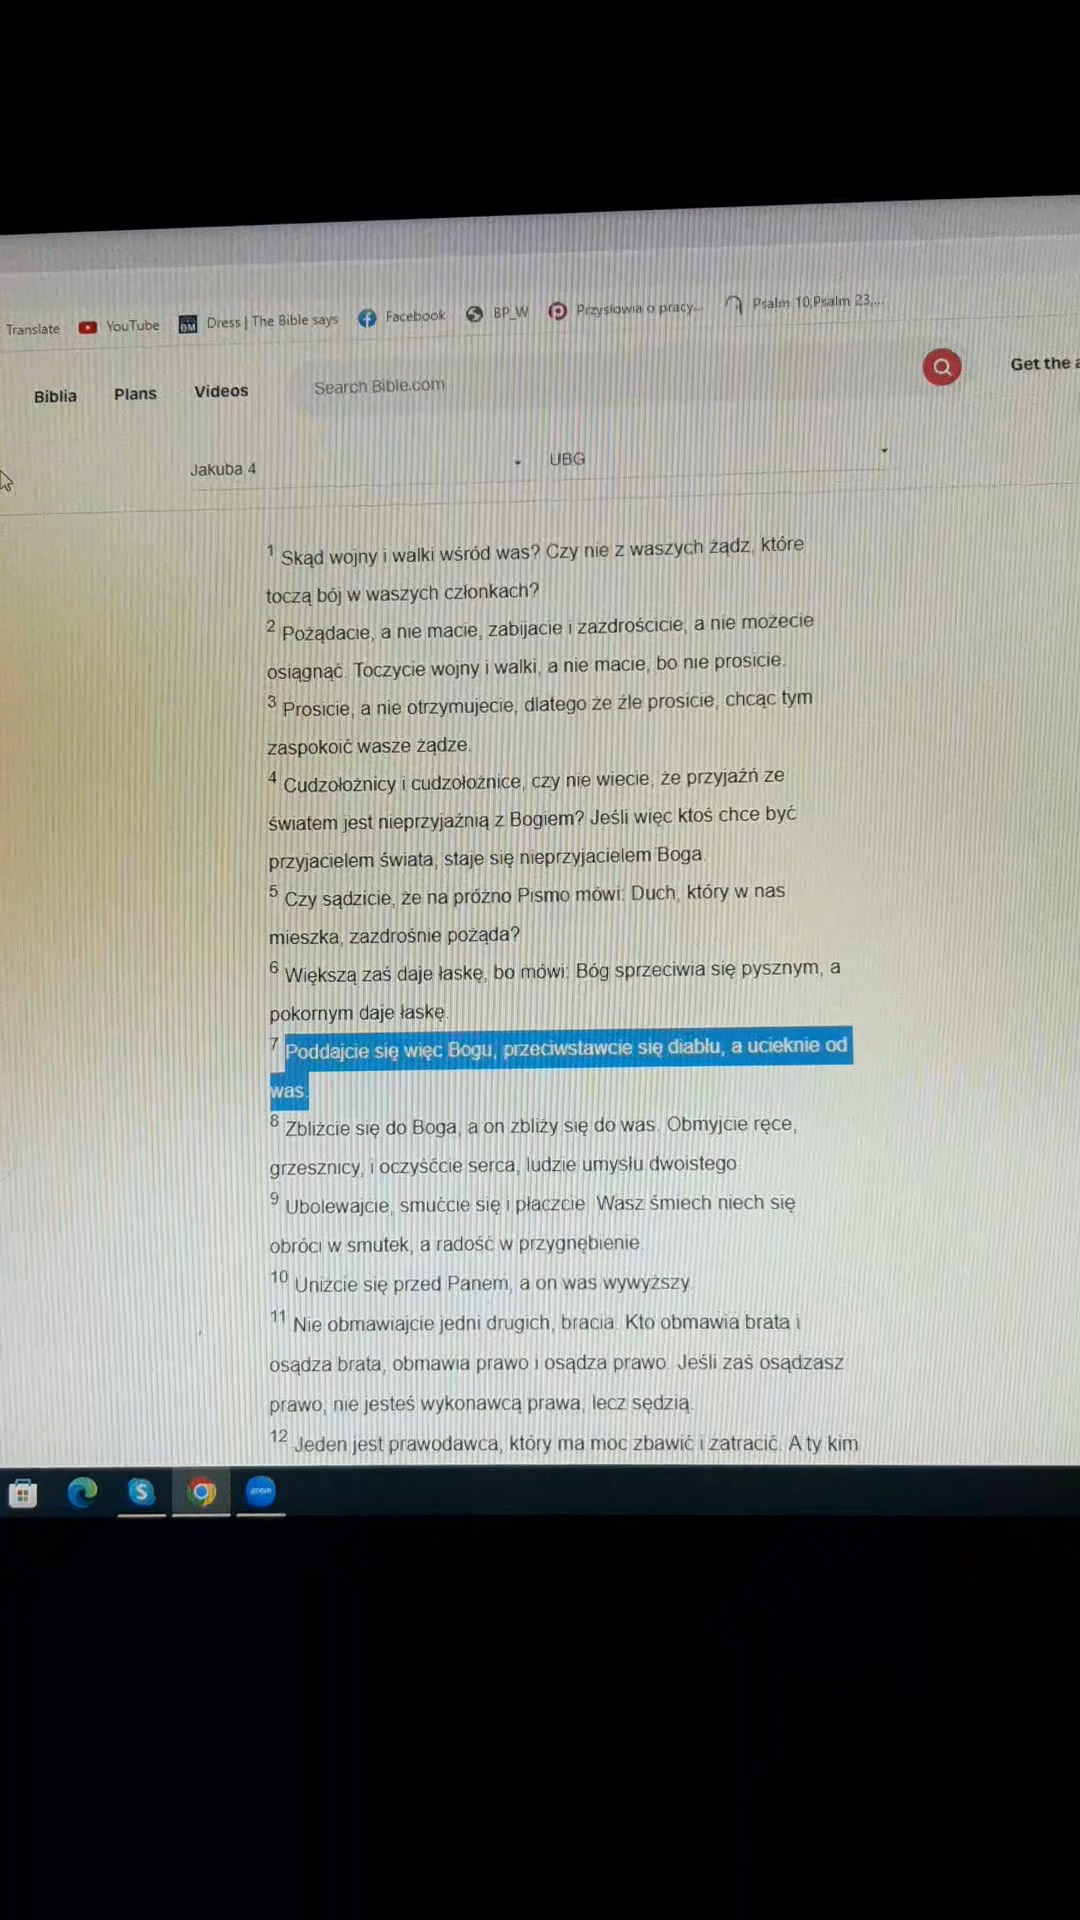 Translate YouTube BM Dress | The Bible says Facebook BP_W Przysłowia o pracy... Psalm 10,Psalm 23,...
Biblia Plans Videos Search Bible.com Get the a
Jakuba 4 UBG
1 Skąd wojny i walki wśród was? Czy nie z waszych żądz, które
toczą bój w waszych członkach?
2 Pożądacie, a nie macie, zabijacie i zazdrościcie, a nie możecie
osiągnąć. Toczycie wojny i walki, a nie macie, bo nie prosicie.
3 Prosicie, a nie otrzymujecie, dlatego że źle prosicie, chcąc tym
zaspokoić wasze żądze.
4 Cudzołożnicy i cudzołożnice, czy nie wiecie, że przyjaźń ze
światem jest nieprzyjaźnią z Bogiem? Jeśli więc ktoś chce być
przyjacielem świata, staje się nieprzyjacielem Boga.
5 Czy sądzicie, że na próżno Pismo mówi: Duch, który w nas
mieszka, zazdrośnie pożąda?
6 Większą zaś daje łaskę, bo mówi: Bóg sprzeciwia się pysznym, a
pokornym daje łaskę.
7 Poddajcie się więc Bogu, przeciwstawcie się diabłu, a ucieknie od
was.
8 Zbliżcie się do Boga, a on zbliży się do was. Obmyjcie ręce,
grzesznicy, i oczyśćcie serca, ludzie umysłu dwoistego.
9 Ubolewajcie, smućcie się i płaczcie. Wasz śmiech niech się
obróci w smutek, a radość w przygnębienie.
10 Uniżcie się przed Panem, a on was wywyższy.
11 Nie obmawiajcie jedni drugich, bracia. Kto obmawia brata i
osądza brata, obmawia prawo i osądza prawo. Jeśli zaś osądzasz
prawo, nie jesteś wykonawcą prawa, lecz sędzią.
12 Jeden jest prawodawca, który ma moc zbawić i zatracić. A ty kim
S zoom